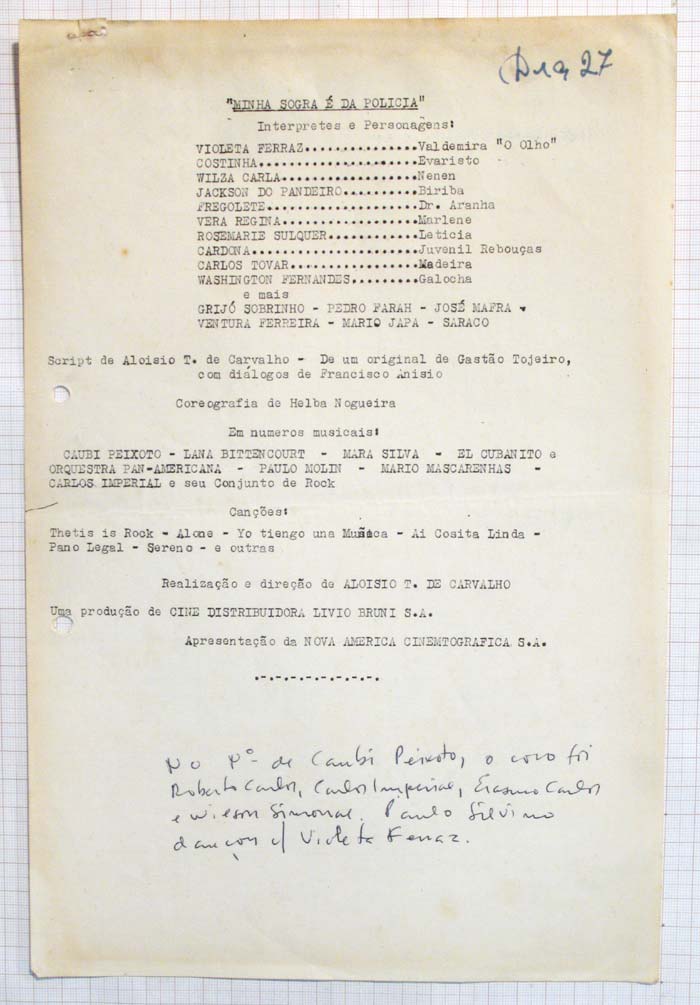 (Dia 27
"MINHA SOGRA É DA POLICIA"
Interpretes e Personagens:
VIOLETA FERRAZ...............Valdemira "O Olho"
COSTINHA.....................Evaristo
WILZA CARLA..................Nenen
JACKSON DO PANDEIRO..........Biriba
FREGOLETE....................Dr. Aranha
VERA REGINA..................Marlene
ROSEMARIE SULQUER............Leticia
CARDONA......................Juvenil Rebouças
CARLOS TOVAR.................Madeira
WASHINGTON FERNANDES.........Galocha
e mais
GRIJÓ SOBRINHO - PEDRO FARAH - JOSÉ MAFRA -
VENTURA FERREIRA - MARIO JAPA - SARACO
Script de Aloisio T. de Carvalho - De um original de Gastão Tojeiro,
com diálogos de Francisco Anisio
Coreografia de Helba Nogueira
Em numeros musicais:
CAUBI PEIXOTO - LANA BITTENCOURT - MARA SILVA - EL CUBANITO e
ORQUESTRA PAN-AMERICANA - PAULO MOLIN - MARIO MASCARENHAS -
CARLOS IMPERIAL e seu Conjunto de Rock
Canções:
Thetis is Rock - Alone - Yo tiengo una - Ai Cosita Linda -
Pano Legal - Sereno - e outras
Realização e direção de ALOISIO T. DE CARVALHO
Uma produção de CINE DISTRIBUIDORA LIVIO BRUNI S.A.
Apresentação da NOVA AMERICA CINEMTOGRAFICA S.A.
.-.-.-.-.-.-.-.-.
No Nº de Caubi Peixoto, o coro foi
Roberto Carlos, Carlos Imperial, Erasmo Carlos
e Wilson Simonal. Paulo Silvino
dançou c/ Violeta Ferraz.